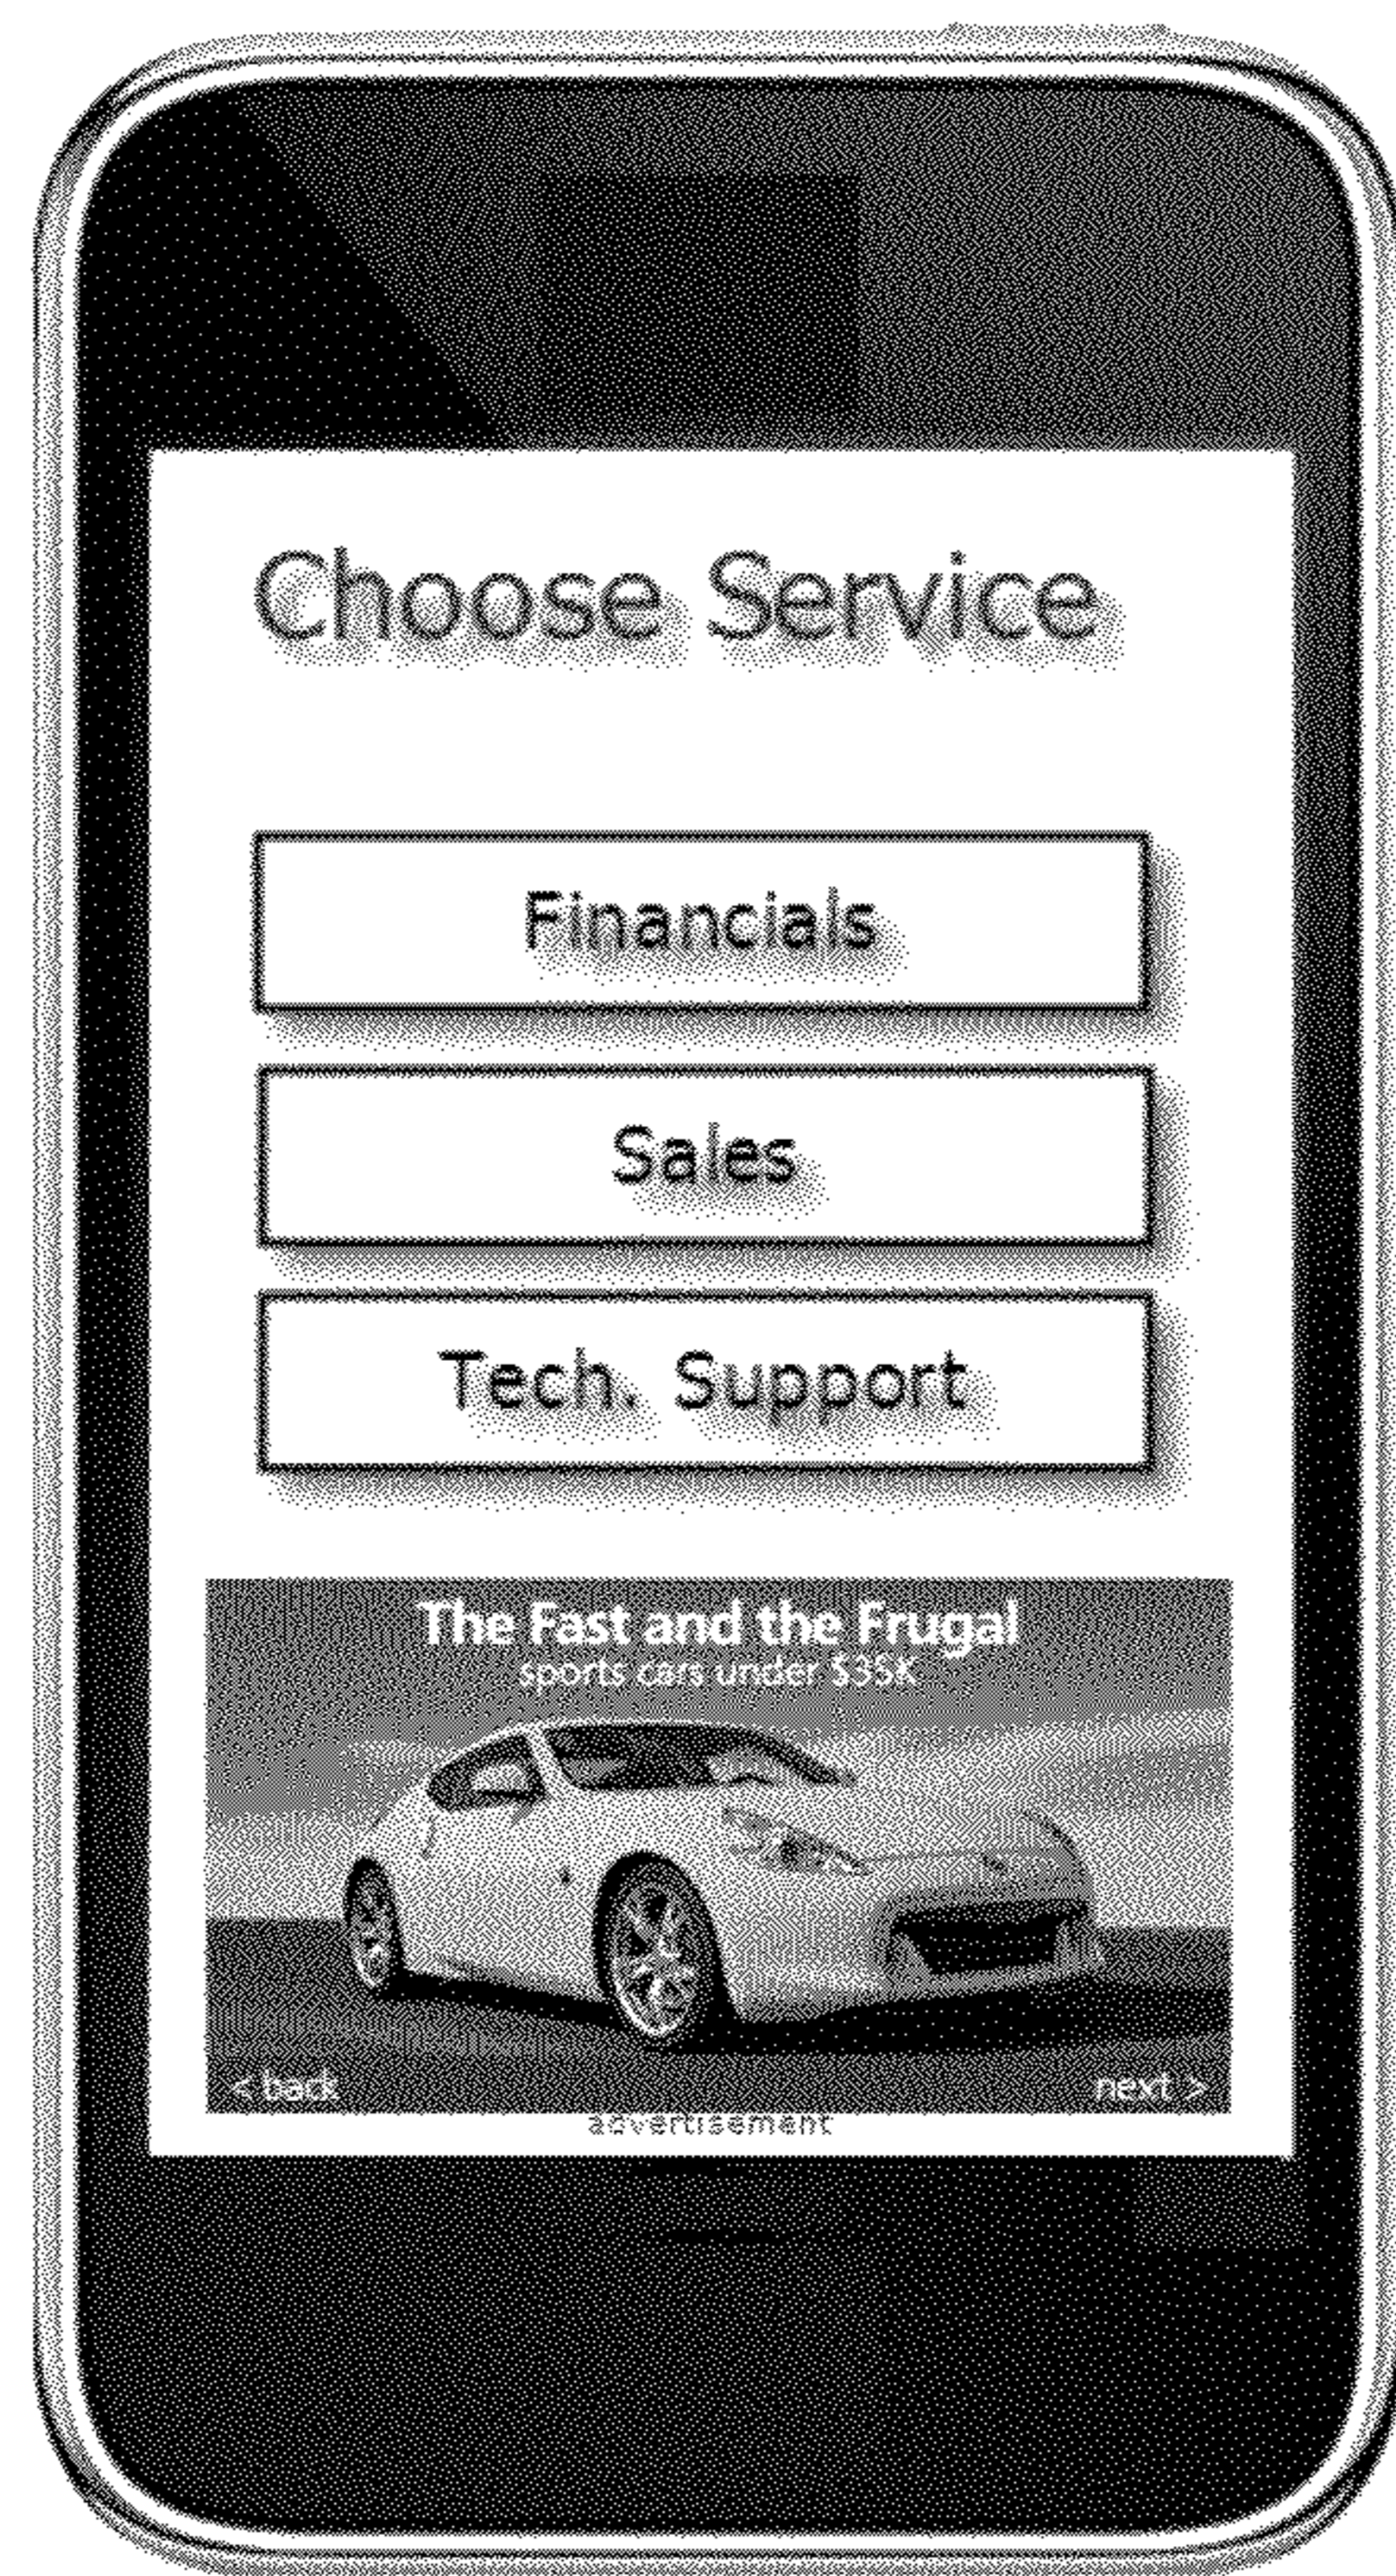 Choose Service
Financials
Sales
Tech. Support
The Fast and the Frugal
sports cars under $35K
< back
next >
advertisement